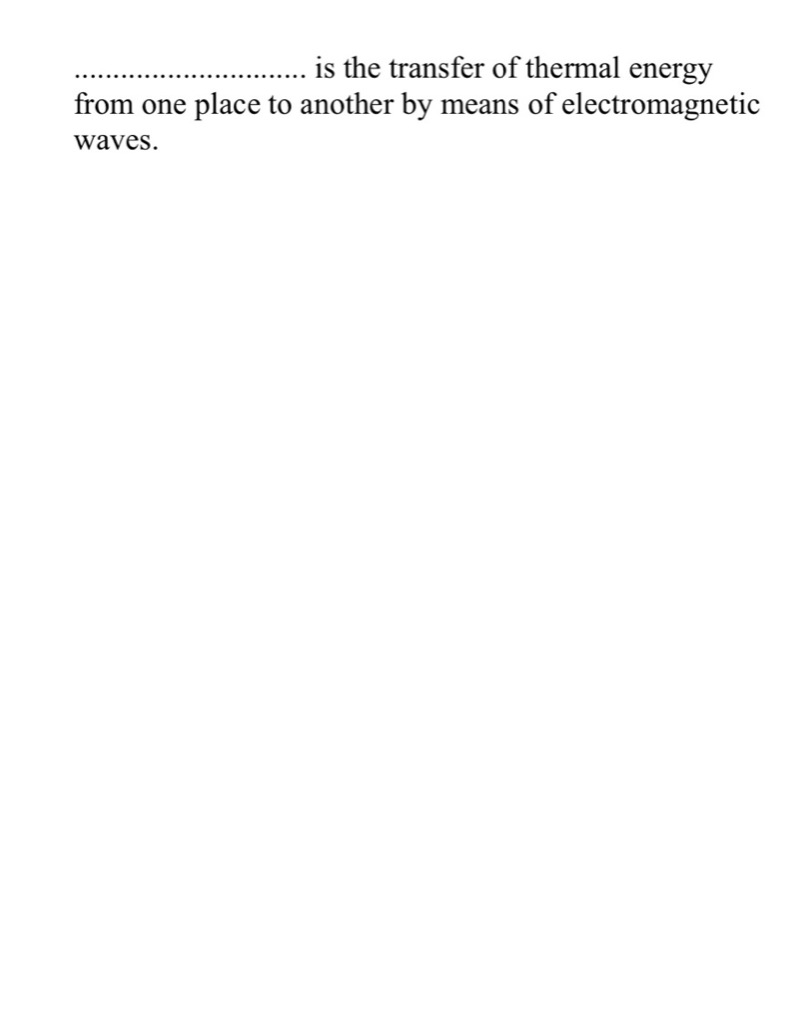 .............................. is the transfer of thermal energy
from one place to another by means of electromagnetic
waves.